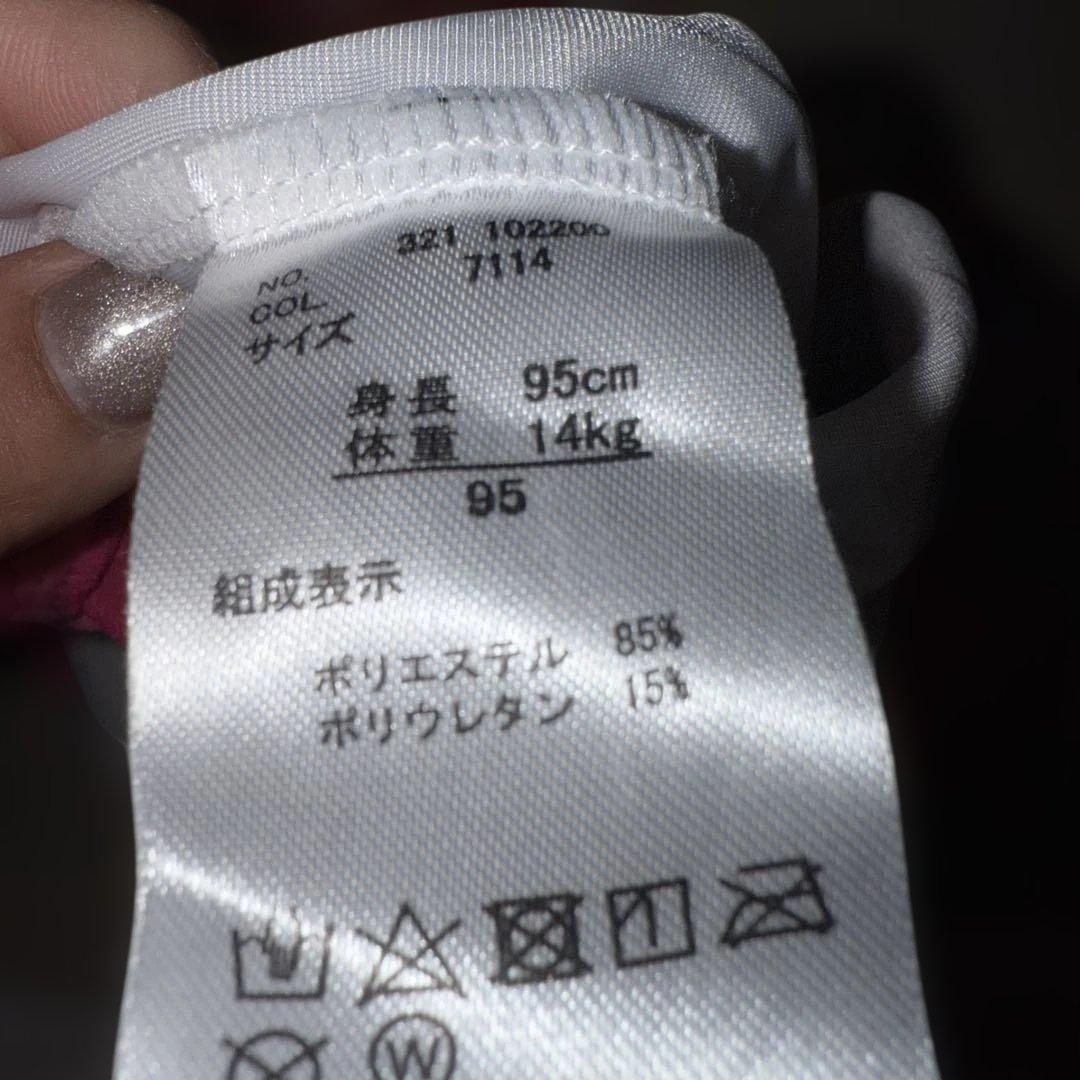 NO. 321 102200
COL 7114
サイズ
身長 95cm
体重 14kg
95
組成表示
ポリエステル 85%
ポリウレタン 15%
W